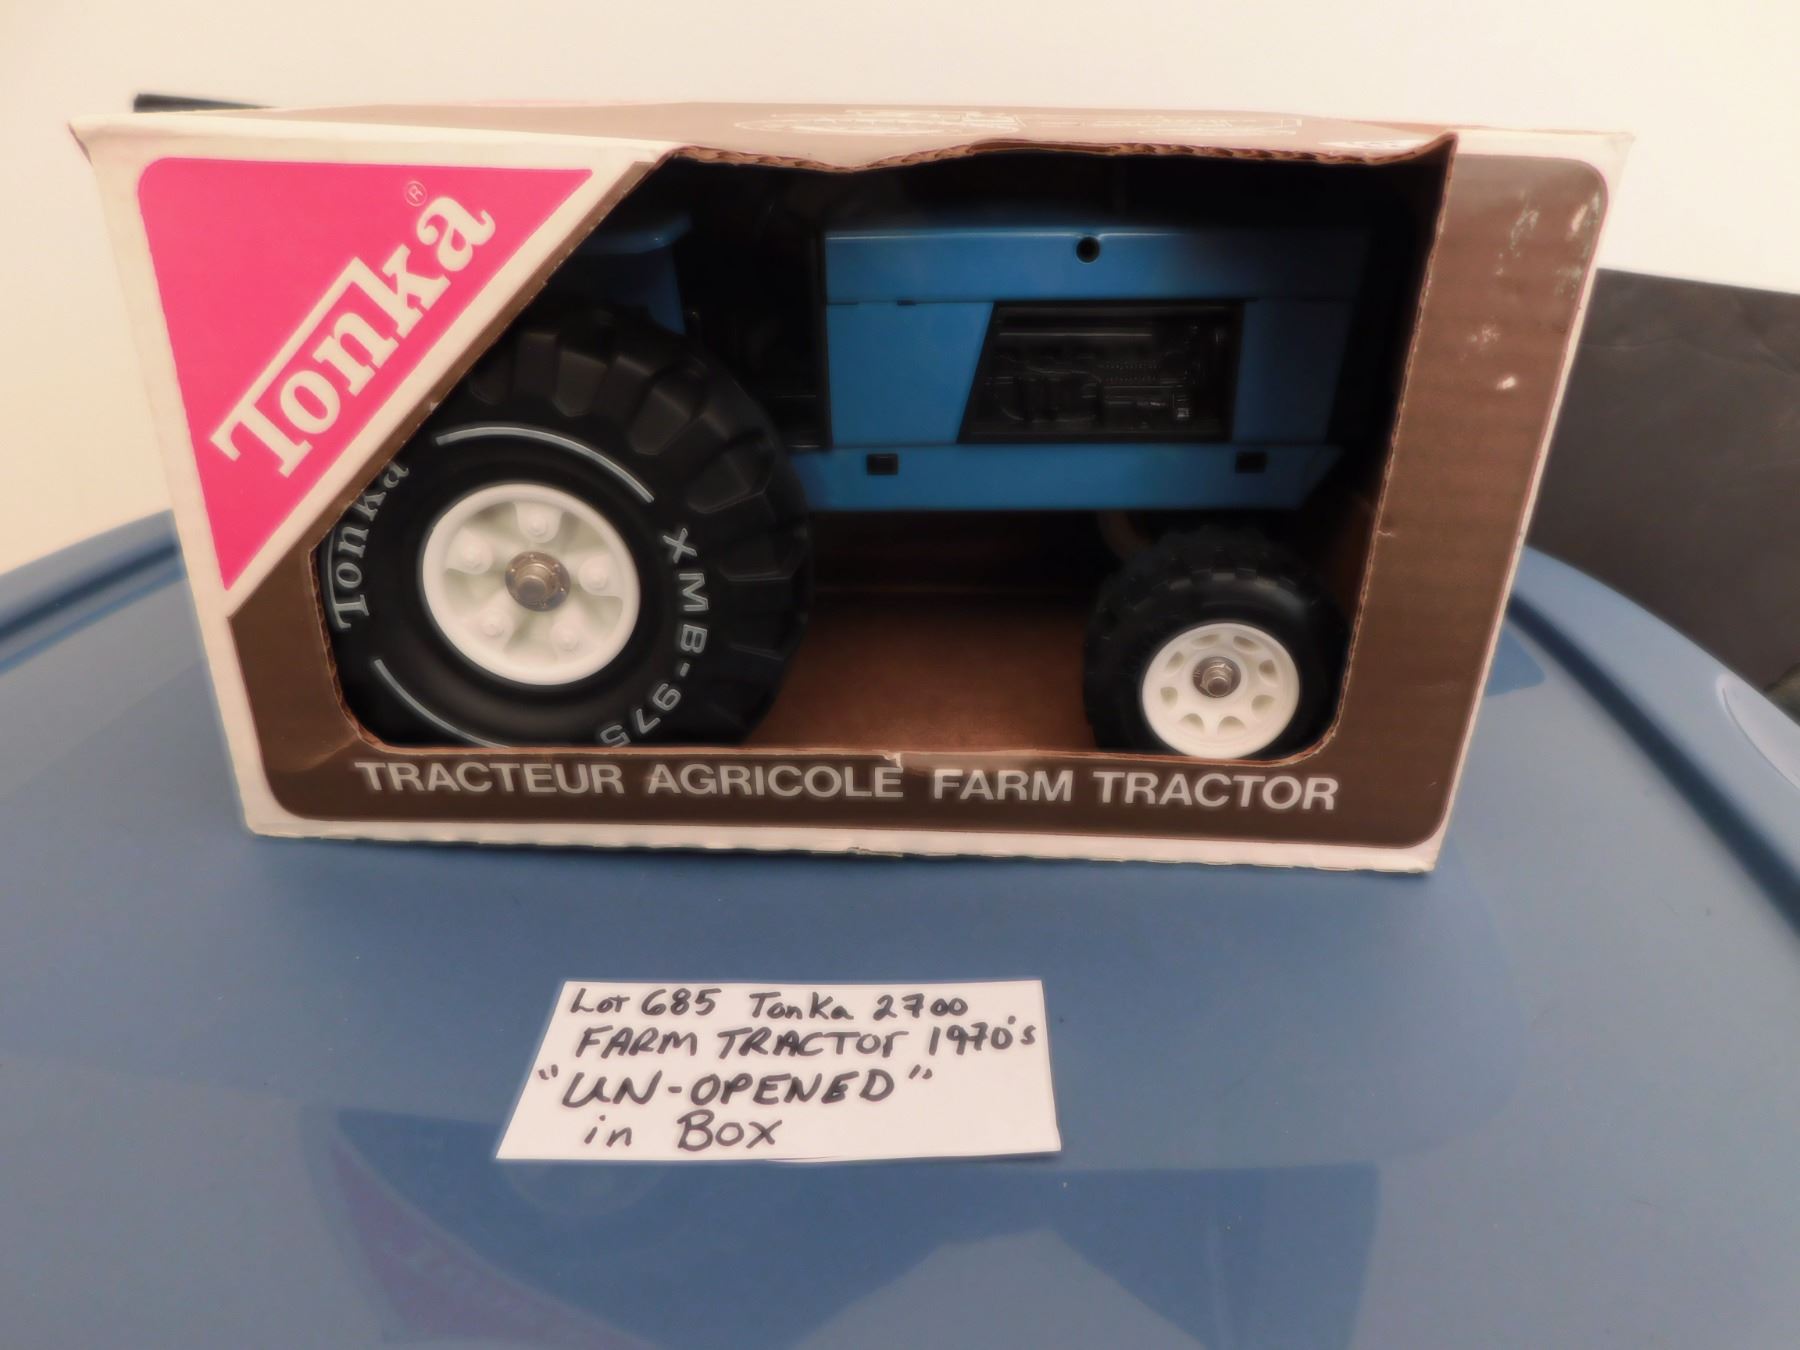 Tonka®
Tonka
XMB-975
TRACTEUR AGRICOLE FARM TRACTOR
Lot 685 Tonka 2700
FARM TRACTOR 1970's
"UN-OPENED"
in Box